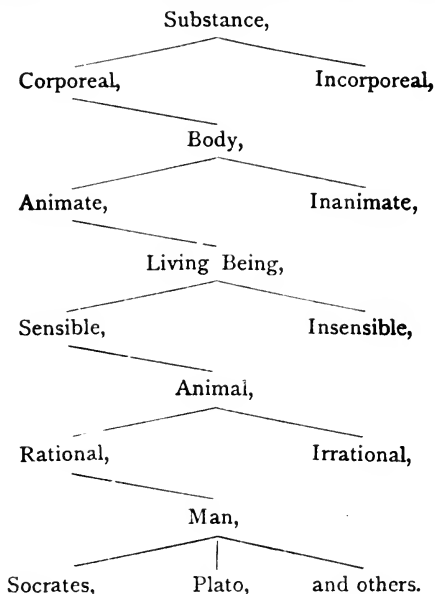 Substance,
Corporeal, Incorporeal,
Body,
Animate, Inanimate,
Living Being,
Sensible, Insensible,
Animal,
Rational, Irrational,
Man,
Socrates, Plato, and others.